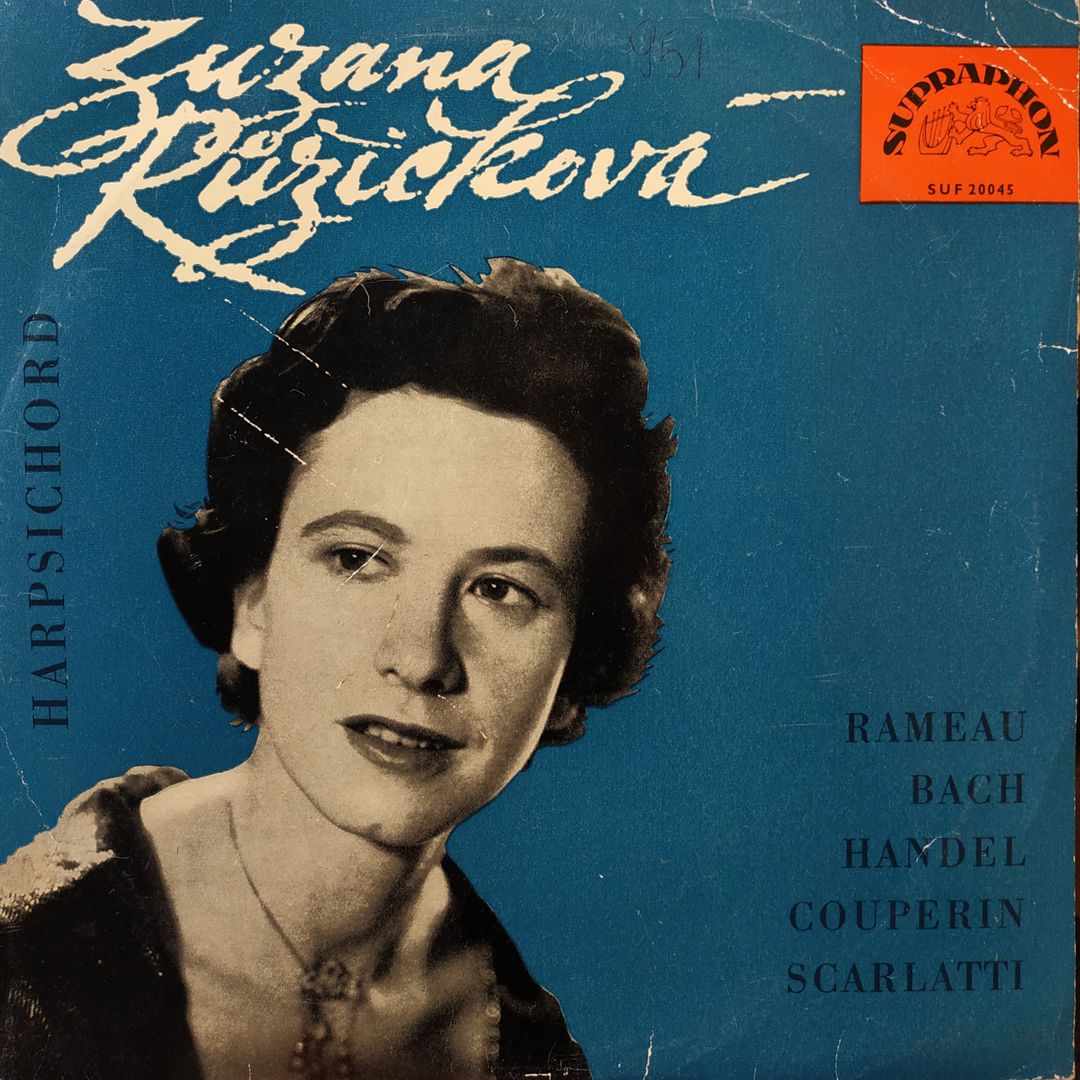 Zuzana
Růžičková
951
SUPRAPHON
SUF 20045
HARPSICHORD
RAMEAU
BACH
HANDEL
COUPERIN
SCARLATTI